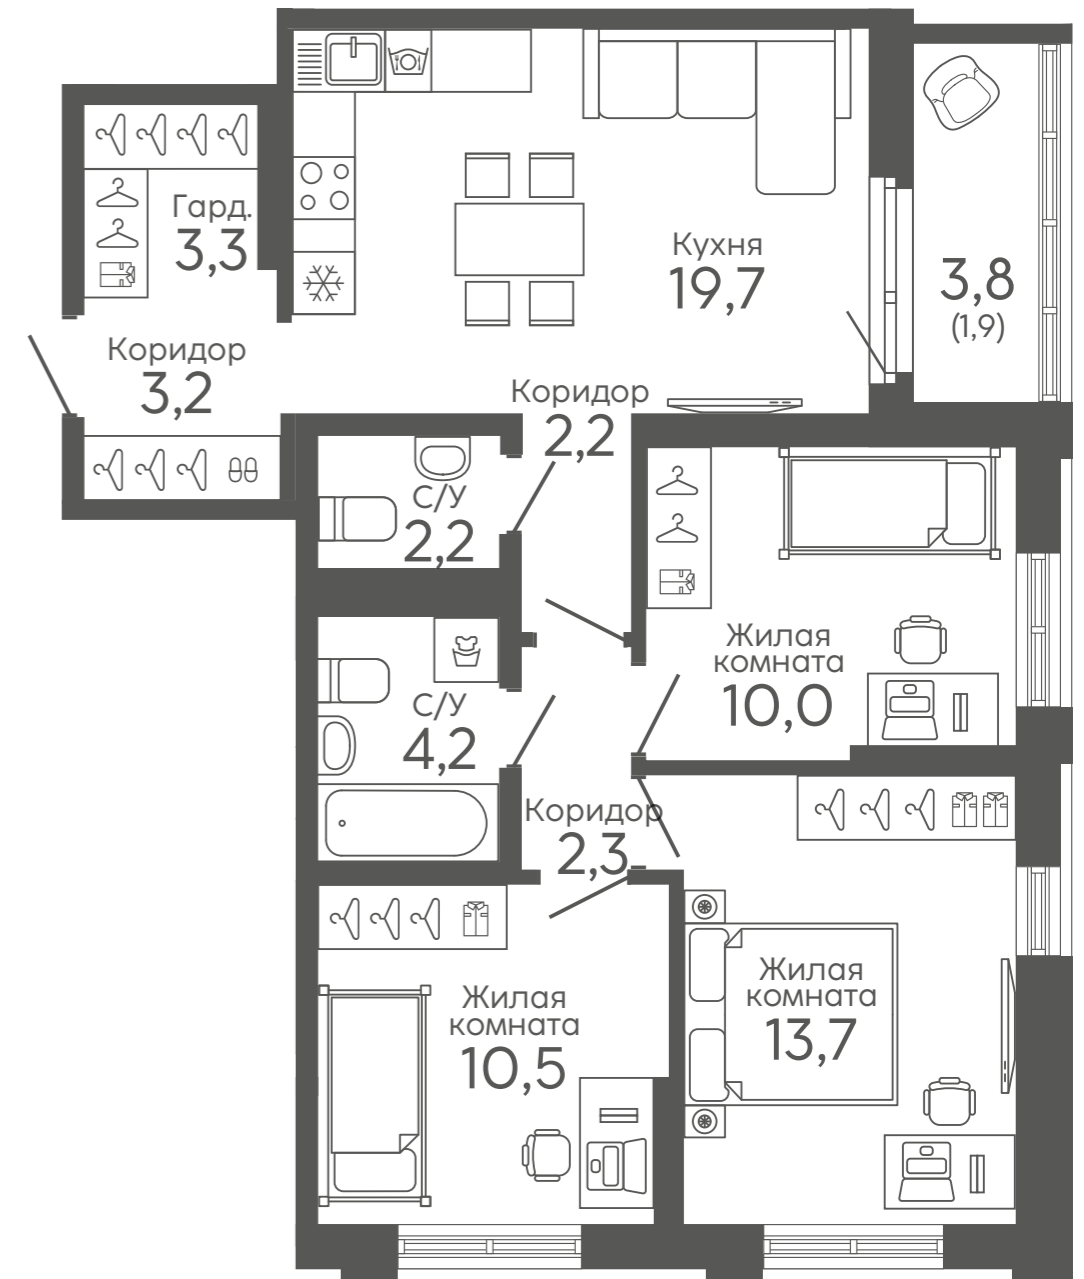 Гард.
3,3
Кухня
19,7
3,8
(1,9)
Коридор
3,2
Коридор
2,2
С/У
2,2
Жилая
комната
10,0
С/У
4,2
Коридор
2,3
Жилая
комната
13,7
Жилая
комната
10,5